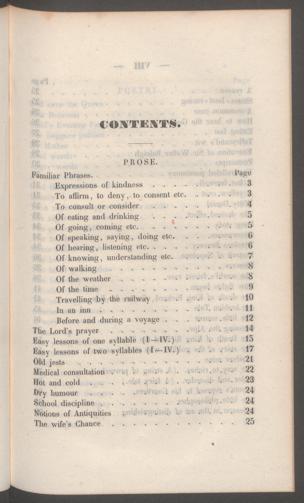 CONTENTS.
PROSE.
Familiar Phrases. Page
Expressions of kindness . . . . . . . 3
To affirm, to deny, to consent etc. . . . 3
To consult or consider . . . . . . . 4
Of eating and drinking . . . . . . . 5
Of going, coming etc. . . . . . . . 5
Of speaking, saying, doing etc. . . . . 6
Of hearing, listening etc. . . . . . . 6
Of knowing, understanding etc. . . . . 7
Of walking . . . . . . . . . 8
Of the weather . . . . . . . . 8
Of the time . . . . . . . . . 9
Travelling by the railway . . . . . . 10
In an inn . . . . . . . . . 11
Before and during a voyage . . . . . 12
The Lord's prayer . . . . . . . . 14
Easy lessons of one syllable (I—IV.) . . . 15
Easy lessons of two syllables (I—IV.) . . . 17
Old jests . . . . . . . . . . 21
Medical consultation . . . . . . . . 22
Hot and cold . . . . . . . . . 23
Dry humour . . . . . . . . . 24
School discipline . . . . . . . . 24
Notions of Antiquities . . . . . . . 24
The wife's Chance . . . . . . . . 25